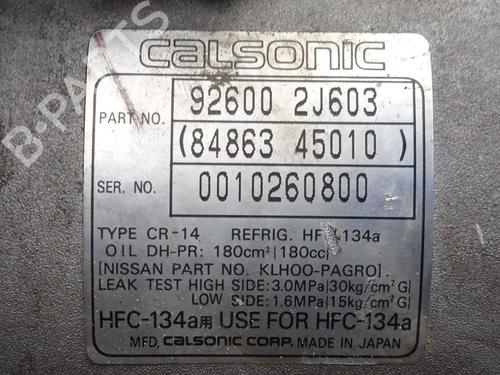 CALSONIC
PART NO. 92600 2J603
(84863 45010 )
SER. NO. 0010260800
TYPE CR-14 REFRIG. HFC-134a
OIL DH-PR: 180cm³ (180cc)
[NISSAN PART NO. KLHOO-PAGRO].
LEAK TEST HIGH SIDE: 3.0MPa(30kg/cm²G)
LOW SIDE: 1.6MPa(15kg/cm²G)
HFC-134a用 USE FOR HFC-134a
MFD. CALSONIC CORP. MADE IN JAPAN
B-PARTS